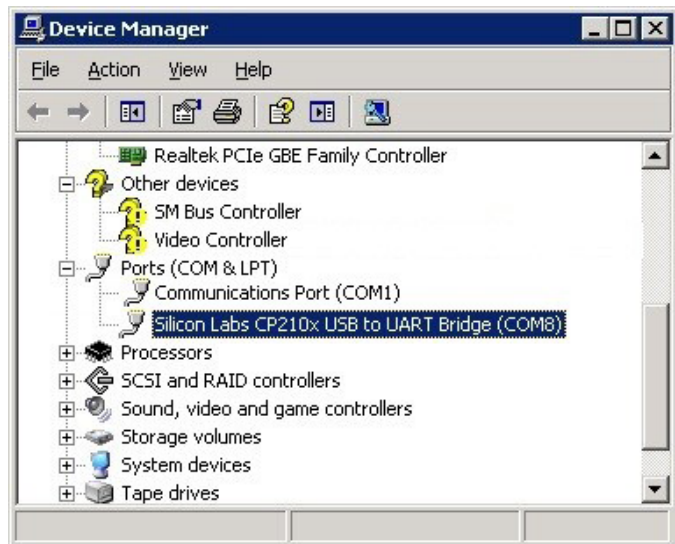 Device Manager
File Action View Help
Realtek PCIe GBE Family Controller
Other devices
SM Bus Controller
Video Controller
Ports (COM & LPT)
Communications Port (COM1)
Silicon Labs CP210x USB to UART Bridge (COM8)
Processors
SCSI and RAID controllers
Sound, video and game controllers
Storage volumes
System devices
Tape drives